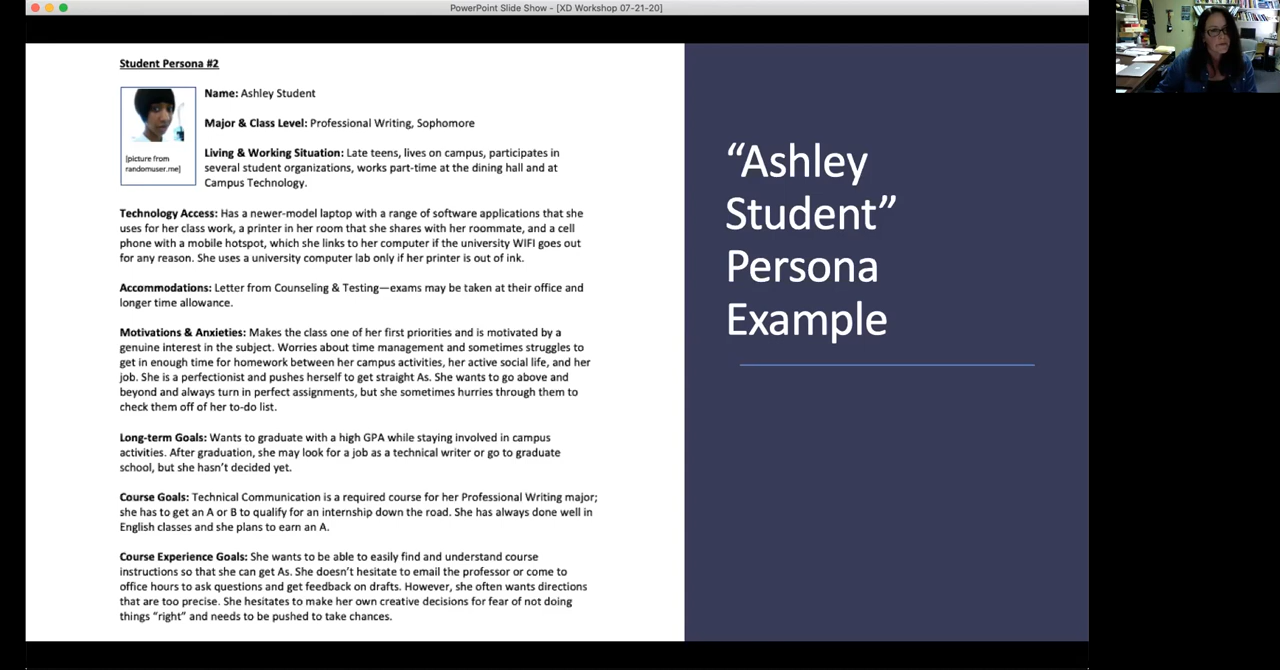 PowerPoint Slide Show - [XD Workshop 07-21-20]
Student Persona #2
[picture from
randomuser.me]
Name: Ashley Student
Major & Class Level: Professional Writing, Sophomore
Living & Working Situation: Late teens, lives on campus, participates in
several student organizations, works part-time at the dining hall and at
Campus Technology.
Technology Access: Has a newer-model laptop with a range of software applications that she
uses for her class work, a printer in her room that she shares with her roommate, and a cell
phone with a mobile hotspot, which she links to her computer if the university WIFI goes out
for any reason. She uses a university computer lab only if her printer is out of ink.
Accommodations: Letter from Counseling & Testing—exams may be taken at their office and
longer time allowance.
Motivations & Anxieties: Makes the class one of her first priorities and is motivated by a
genuine interest in the subject. Worries about time management and sometimes struggles to
get in enough time for homework between her campus activities, her active social life, and her
job. She is a perfectionist and pushes herself to get straight As. She wants to go above and
beyond and always turn in perfect assignments, but she sometimes hurries through them to
check them off of her to-do list.
Long-term Goals: Wants to graduate with a high GPA while staying involved in campus
activities. After graduation, she may look for a job as a technical writer or go to graduate
school, but she hasn't decided yet.
Course Goals: Technical Communication is a required course for her Professional Writing major;
she has to get an A or B to qualify for an internship down the road. She has always done well in
English classes and she plans to earn an A.
Course Experience Goals: She wants to be able to easily find and understand course
instructions so that she can get As. She doesn't hesitate to email the professor or come to
office hours to ask questions and get feedback on drafts. However, she often wants directions
that are too precise. She hesitates to make her own creative decisions for fear of not doing
things "right" and needs to be pushed to take chances.
“Ashley
Student”
Persona
Example